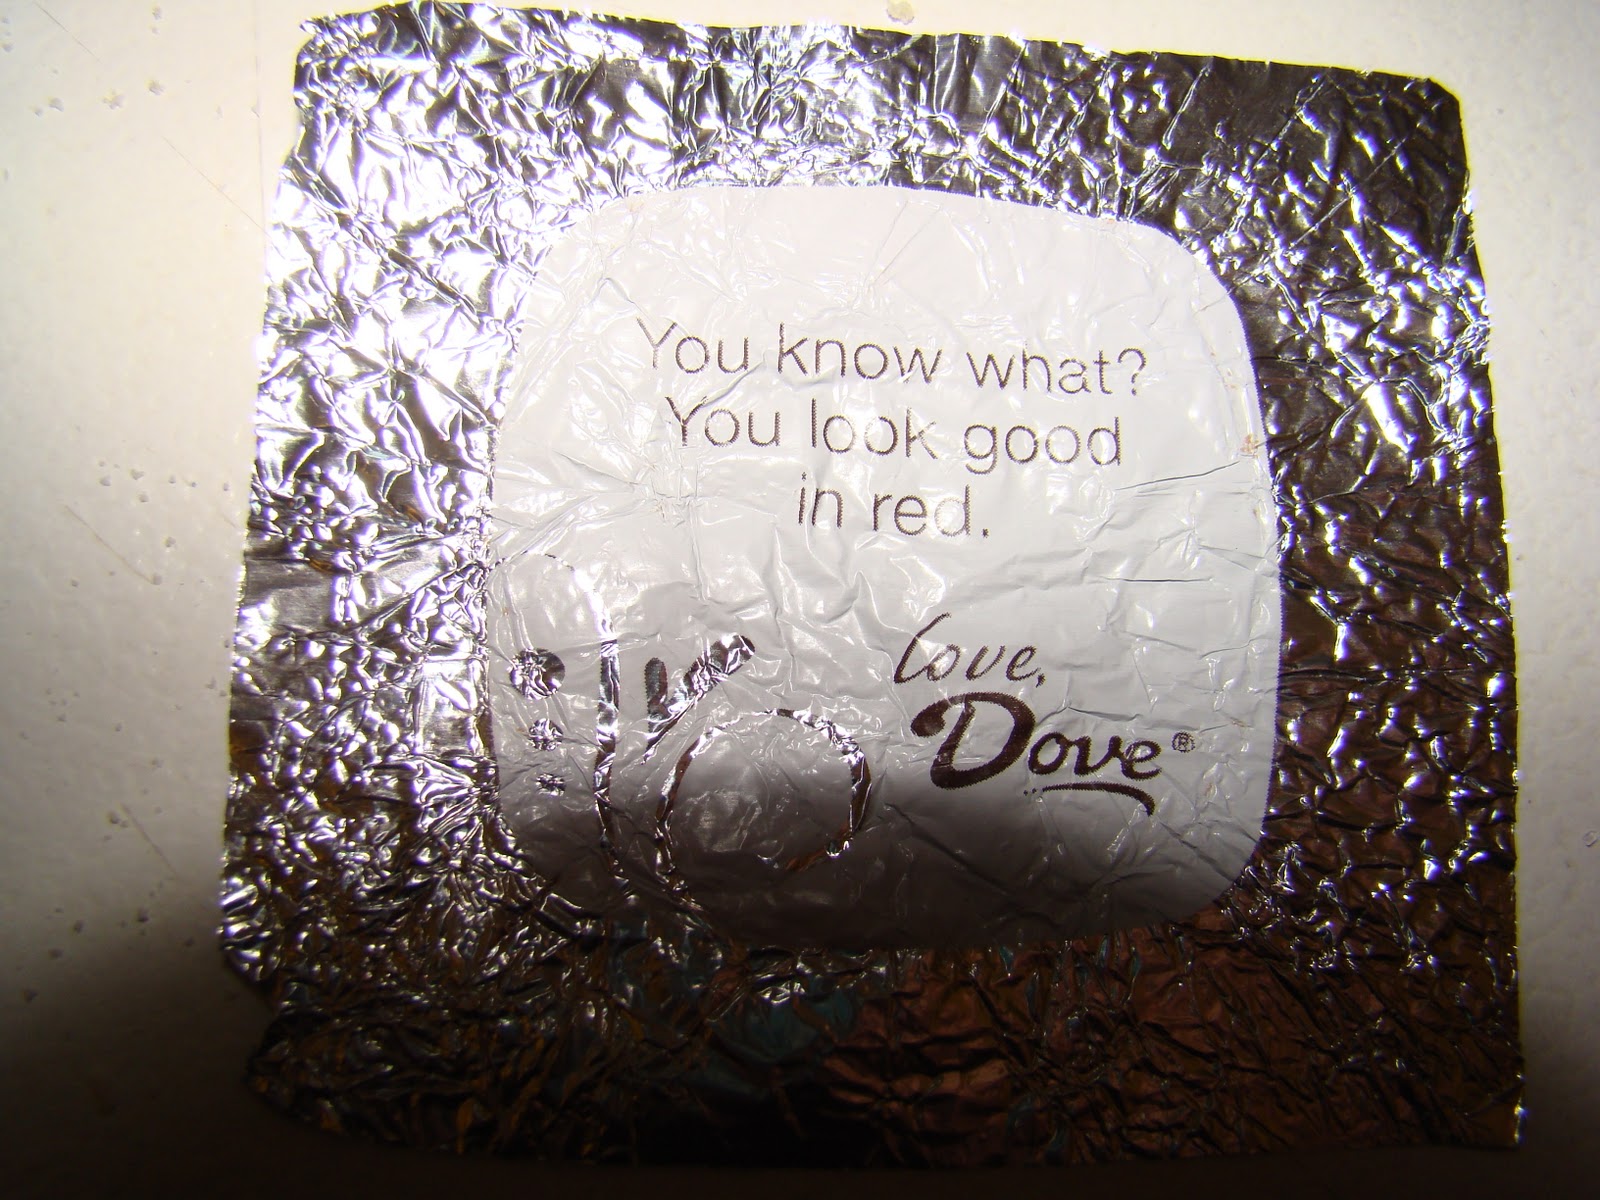 You know what?
You look good
in red.
Love,
Dove®